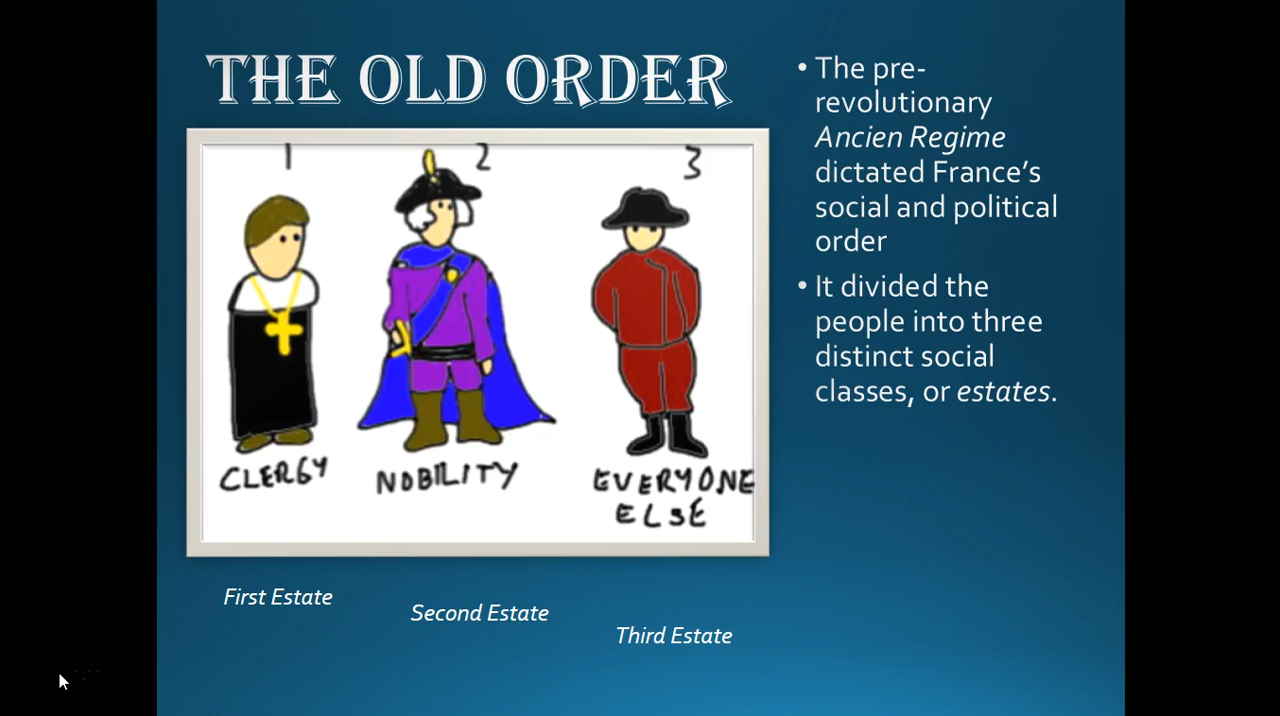 THE OLD ORDER
1 2 3
CLERGY NOBILITY EVERYONE
ELSE
First Estate
Second Estate
Third Estate
• The pre-
revolutionary
Ancien Regime
dictated France’s
social and political
order
• It divided the
people into three
distinct social
classes, or estates.